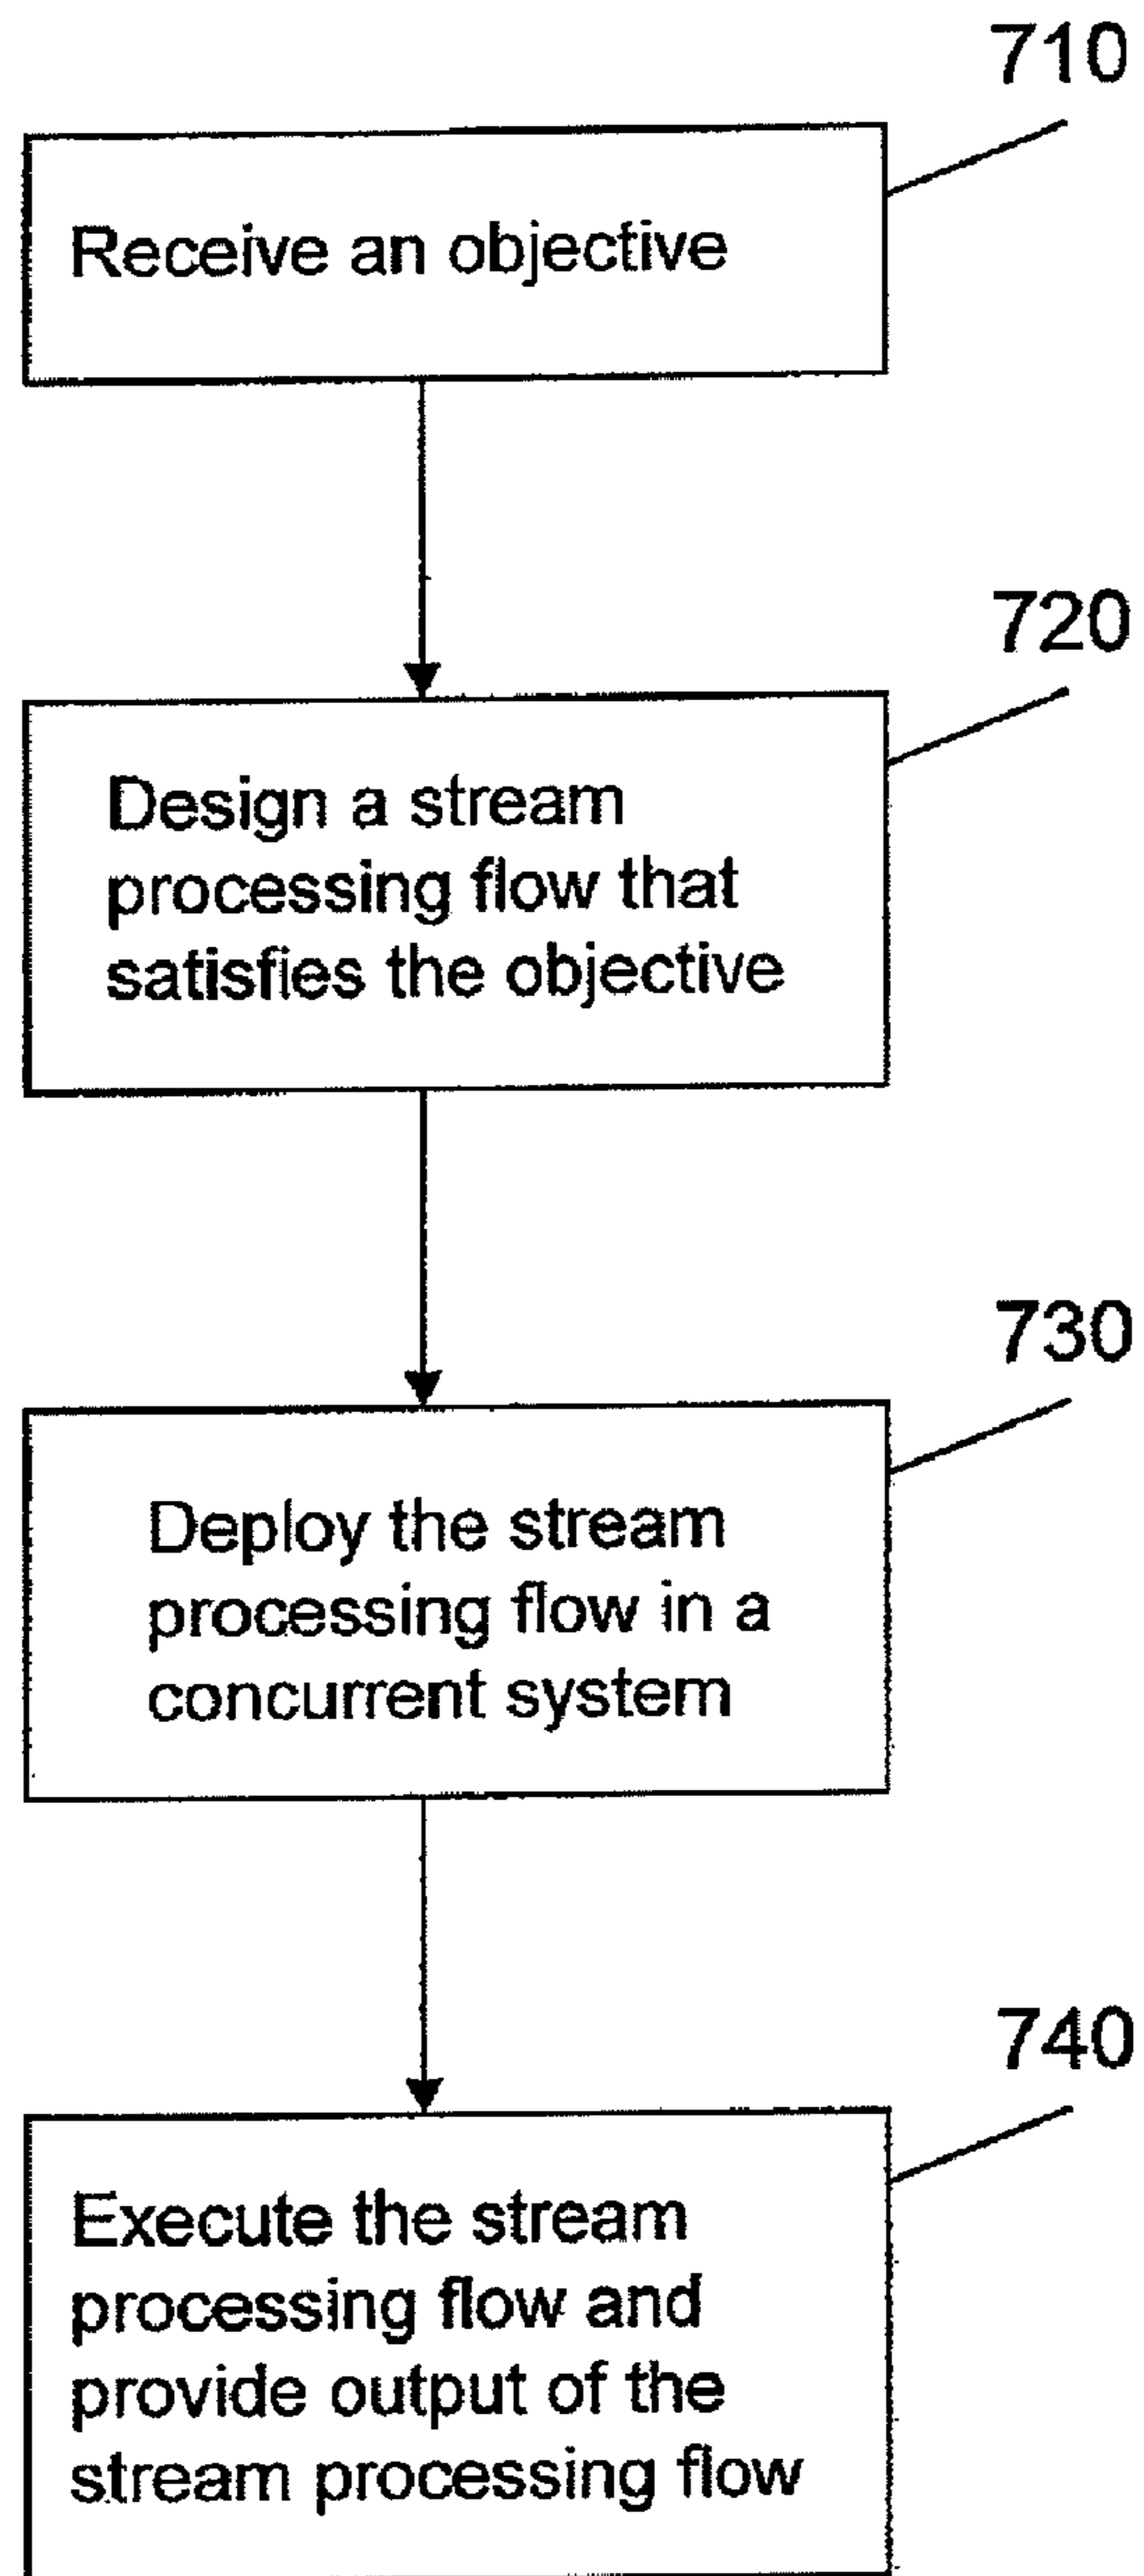 710
Receive an objective
720
Design a stream
processing flow that
satisfies the objective
730
Deploy the stream
processing flow in a
concurrent system
740
Execute the stream
processing flow and
provide output of the
stream processing flow